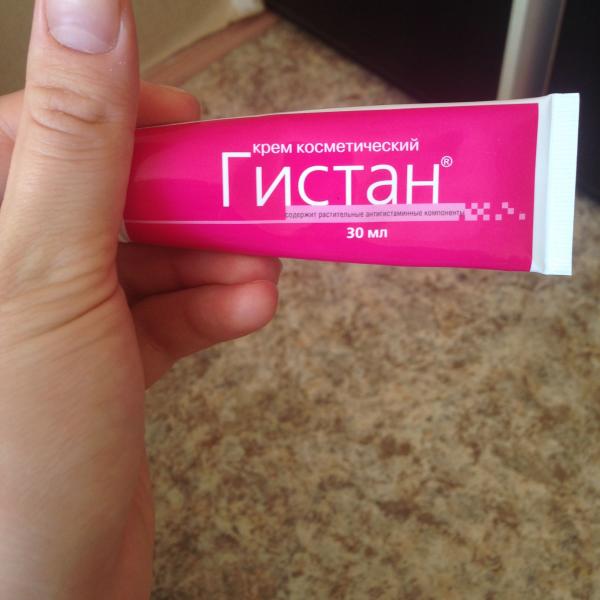 крем косметический
Гистан®
содержит растительные антигистаминные компоненты
30 мл